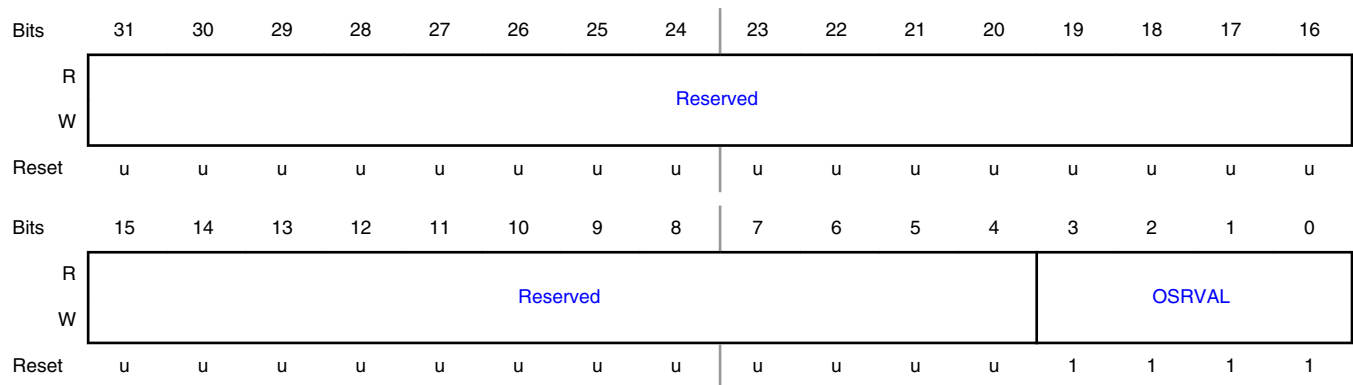 Bits 31 30 29 28 27 26 25 24 23 22 21 20 19 18 17 16
R
Reserved
W
Reset u u u u u u u u u u u u u u u u
Bits 15 14 13 12 11 10 9 8 7 6 5 4 3 2 1 0
R
Reserved OSRVAL
W
Reset u u u u u u u u u u u u 1 1 1 1